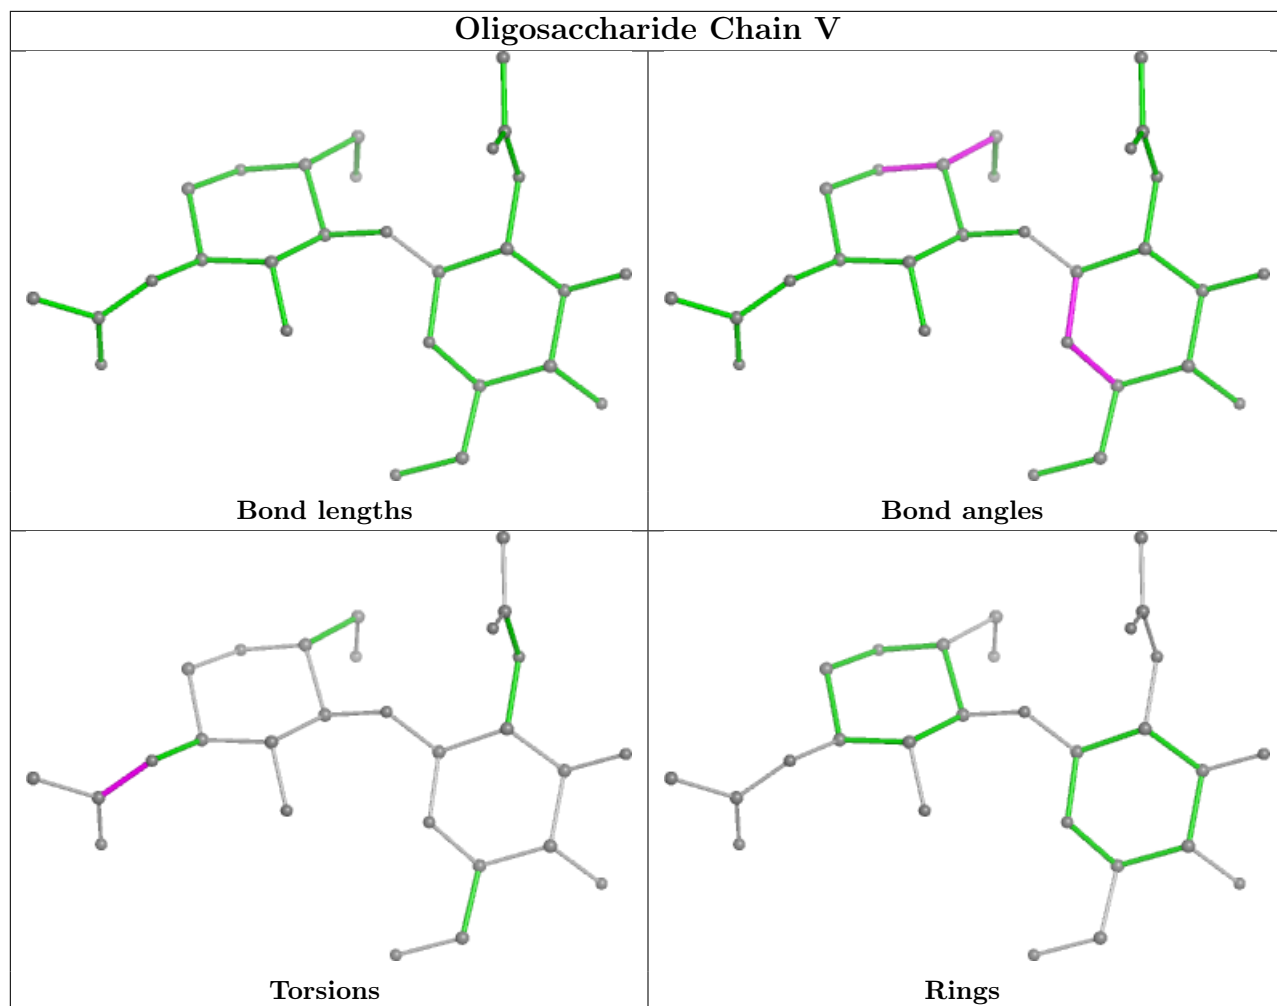 Oligosaccharide Chain V
Bond lengths
Bond angles
Torsions
Rings